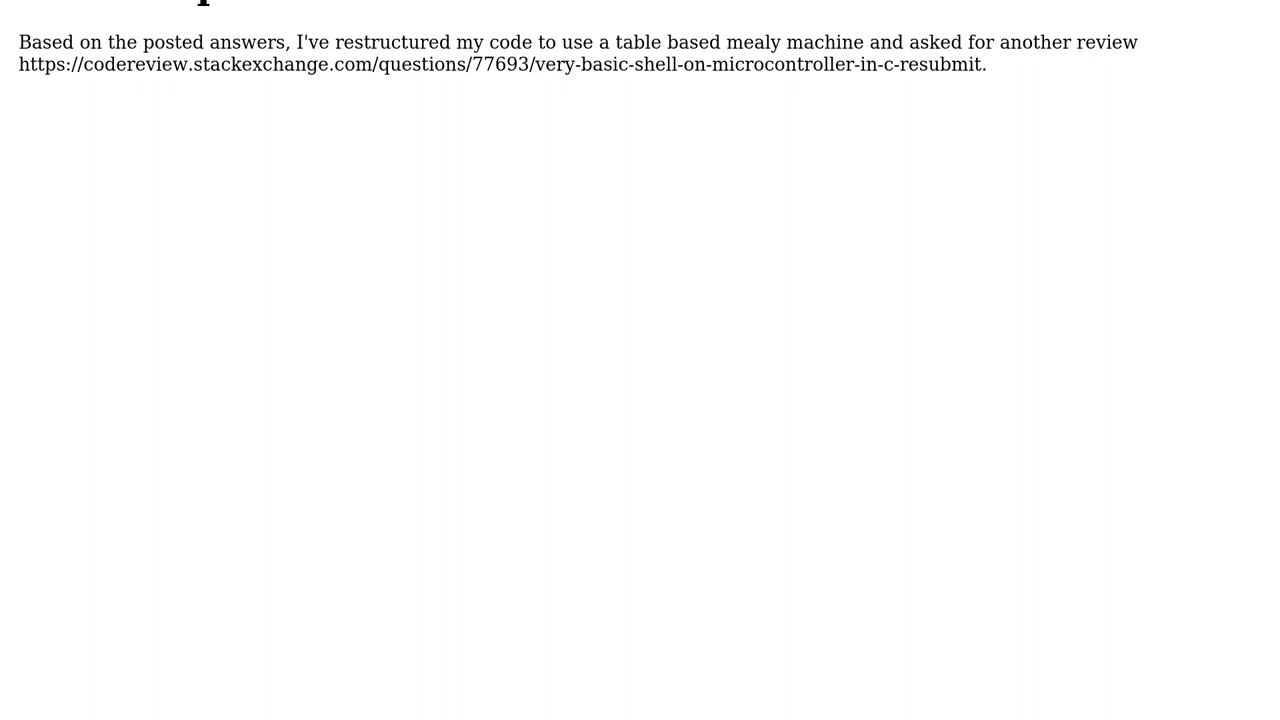 Based on the posted answers, I've restructured my code to use a table based mealy machine and asked for another review
https://codereview.stackexchange.com/questions/77693/very-basic-shell-on-microcontroller-in-c-resubmit.